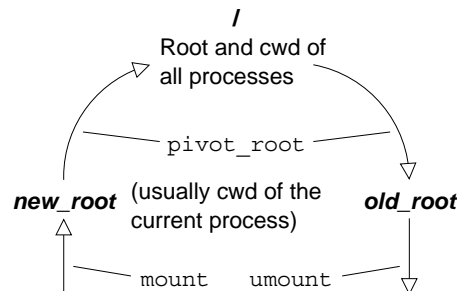 /
Root and cwd of
all processes
pivot_root
new_root
(usually cwd of the
current process)
old_root
mount
umount